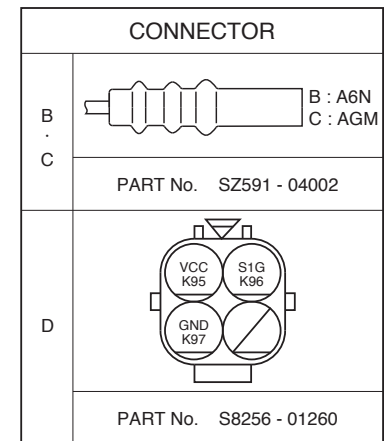 CONNECTOR
B
·
C
B : A6N
C : AGM
PART No. SZ591 - 04002
D
VCC
K95
S1G
K96
GND
K97
PART No. S8256 - 01260